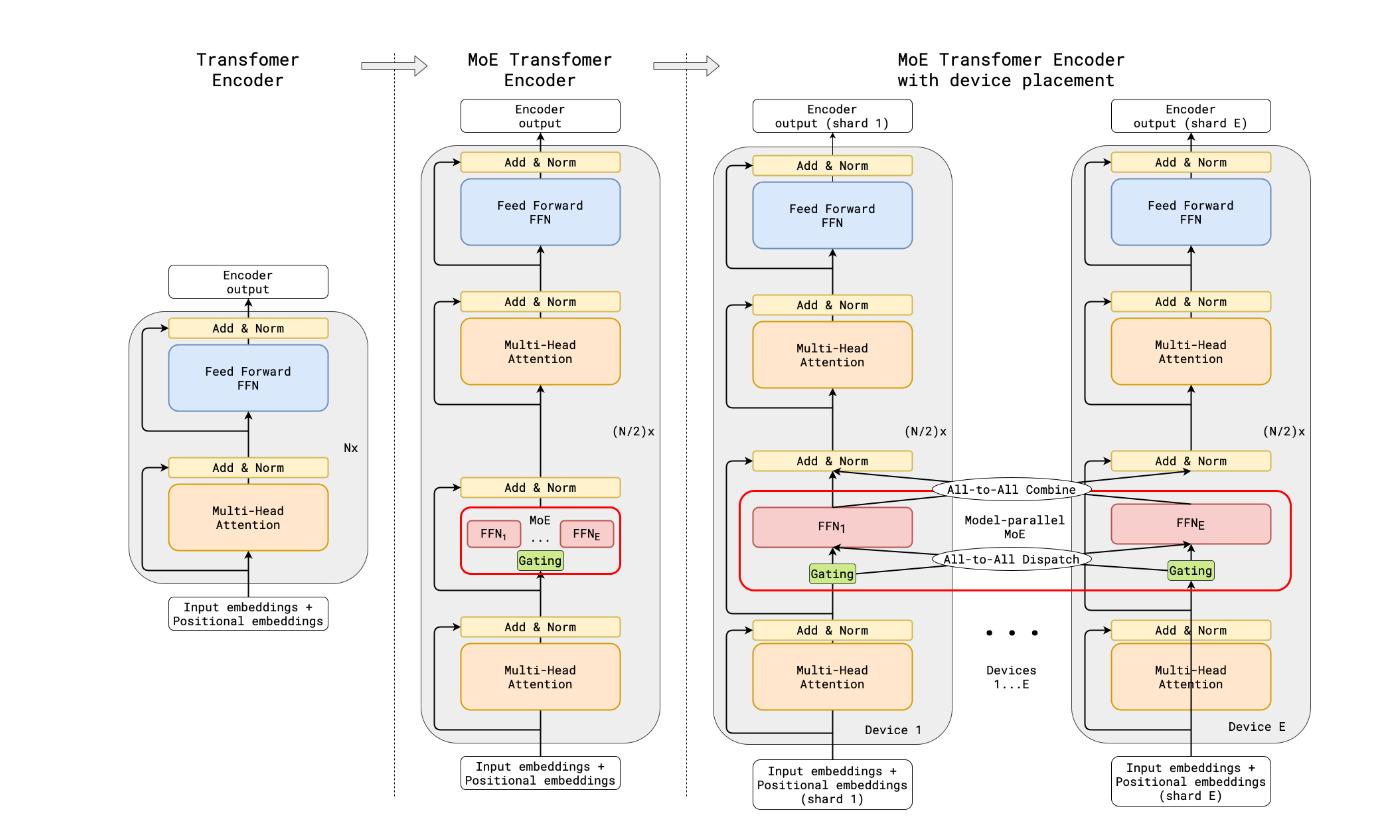 Transfomer
Encoder
Encoder
output
Add & Norm
Feed Forward
FFN
Nx
Add & Norm
Multi-Head
Attention
Input embeddings +
Positional embeddings
MoE Transfomer
Encoder
Encoder
output
Add & Norm
Feed Forward
FFN
Add & Norm
Multi-Head
Attention
(N/2)x
Add & Norm
MoE
FFN1 ... FFNE
Gating
Add & Norm
Multi-Head
Attention
Input embeddings +
Positional embeddings
MoE Transfomer Encoder
with device placement
Encoder
output (shard 1)
Add & Norm
Feed Forward
FFN
Add & Norm
Multi-Head
Attention
(N/2)x
Add & Norm
All-to-All Combine
FFN1
Model-parallel
MoE
All-to-All Dispatch
Gating
Add & Norm
Multi-Head
Attention
Device 1
Input embeddings +
Positional embeddings
(shard 1)
Devices
1...E
Encoder
output (shard E)
Add & Norm
Feed Forward
FFN
Add & Norm
Multi-Head
Attention
(N/2)x
Add & Norm
FFNE
Gating
Add & Norm
Multi-Head
Attention
Device E
Input embeddings +
Positional embeddings
(shard E)